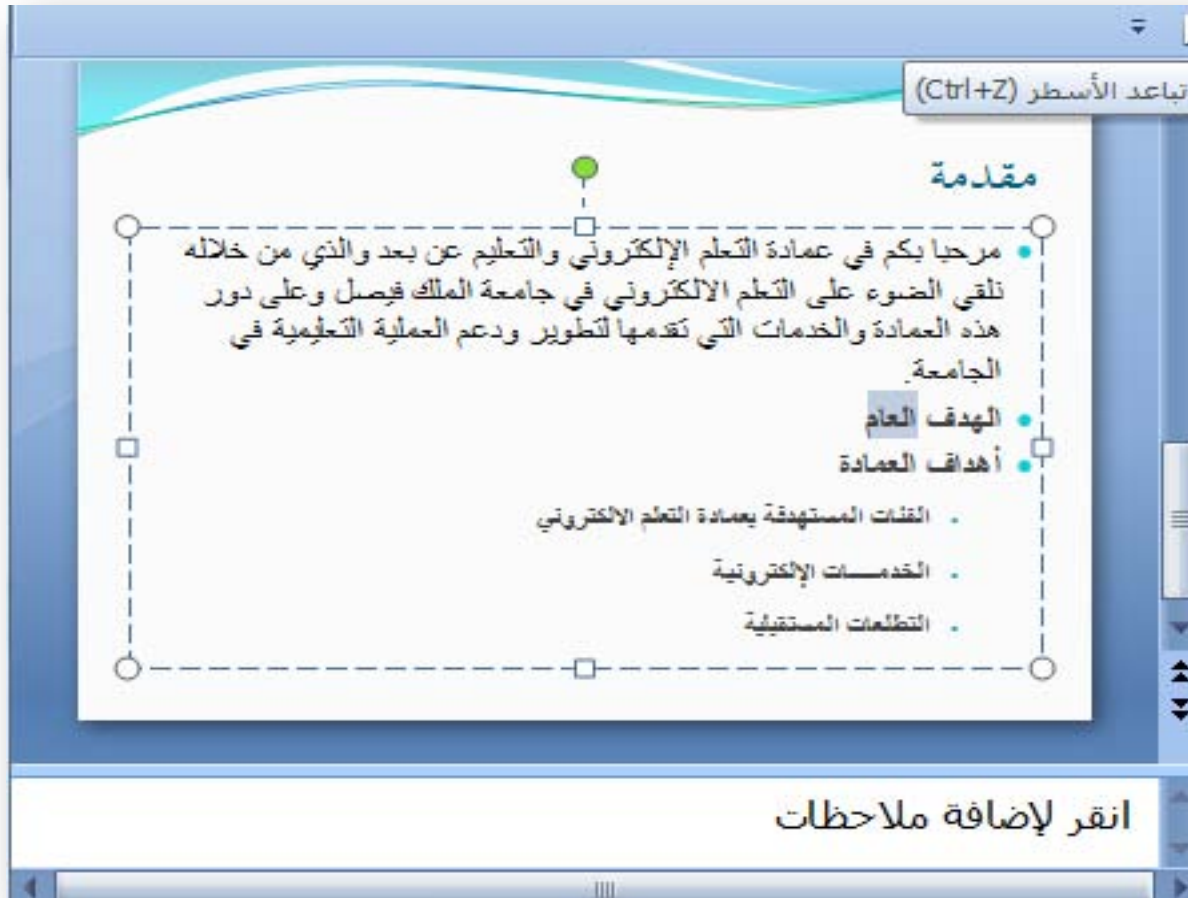 تباعد الأسطر (Ctrl+Z)
مقدمة
مرحبا بكم في عمادة التعلم الإلكتروني والتعليم عن بعد والذي من خلاله
نلقي الضوء على التعلم الالكتروني في جامعة الملك فيصل وعلى دور
هذه العمادة والخدمات التي تقدمها لتطوير ودعم العملية التعليمية في
الجامعة.
الهدف العام
أهداف العمادة
الفئات المستهدفة بعمادة التعلم الالكتروني
الخدمـــات الإلكترونية
التطلعات المستقبلية
انقر لإضافة ملاحظات